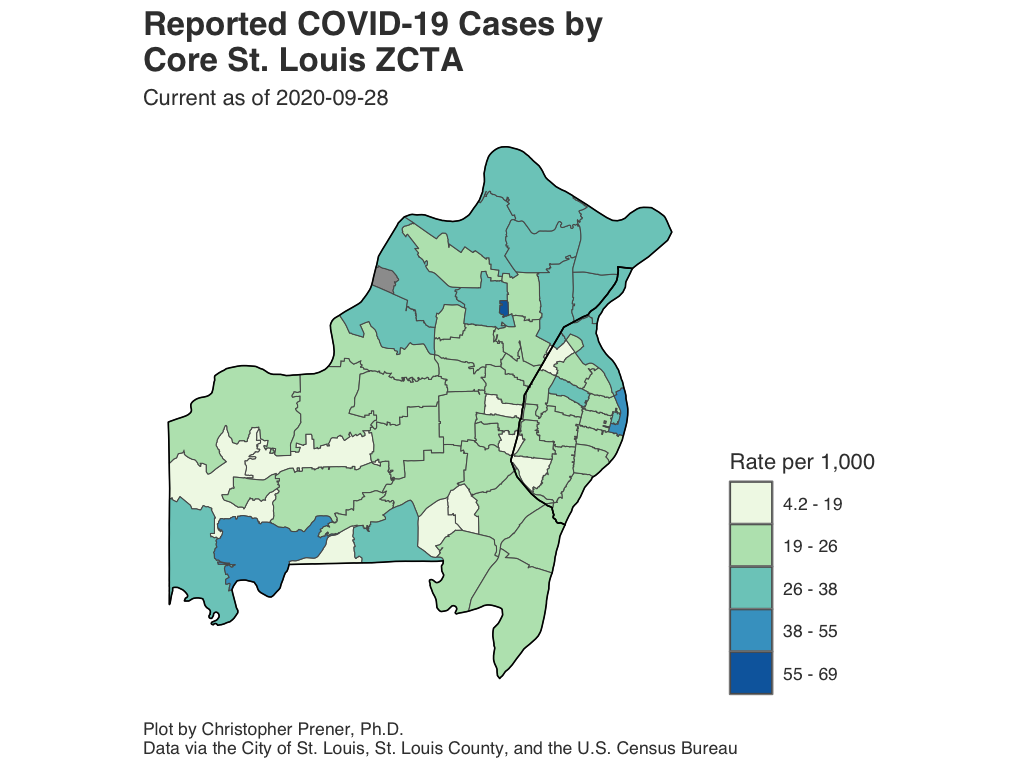 Reported COVID-19 Cases by
Core St. Louis ZCTA
Current as of 2020-09-28
Rate per 1,000
4.2 - 19
19 - 26
26 - 38
38 - 55
55 - 69
Plot by Christopher Prener, Ph.D.
Data via the City of St. Louis, St. Louis County, and the U.S. Census Bureau